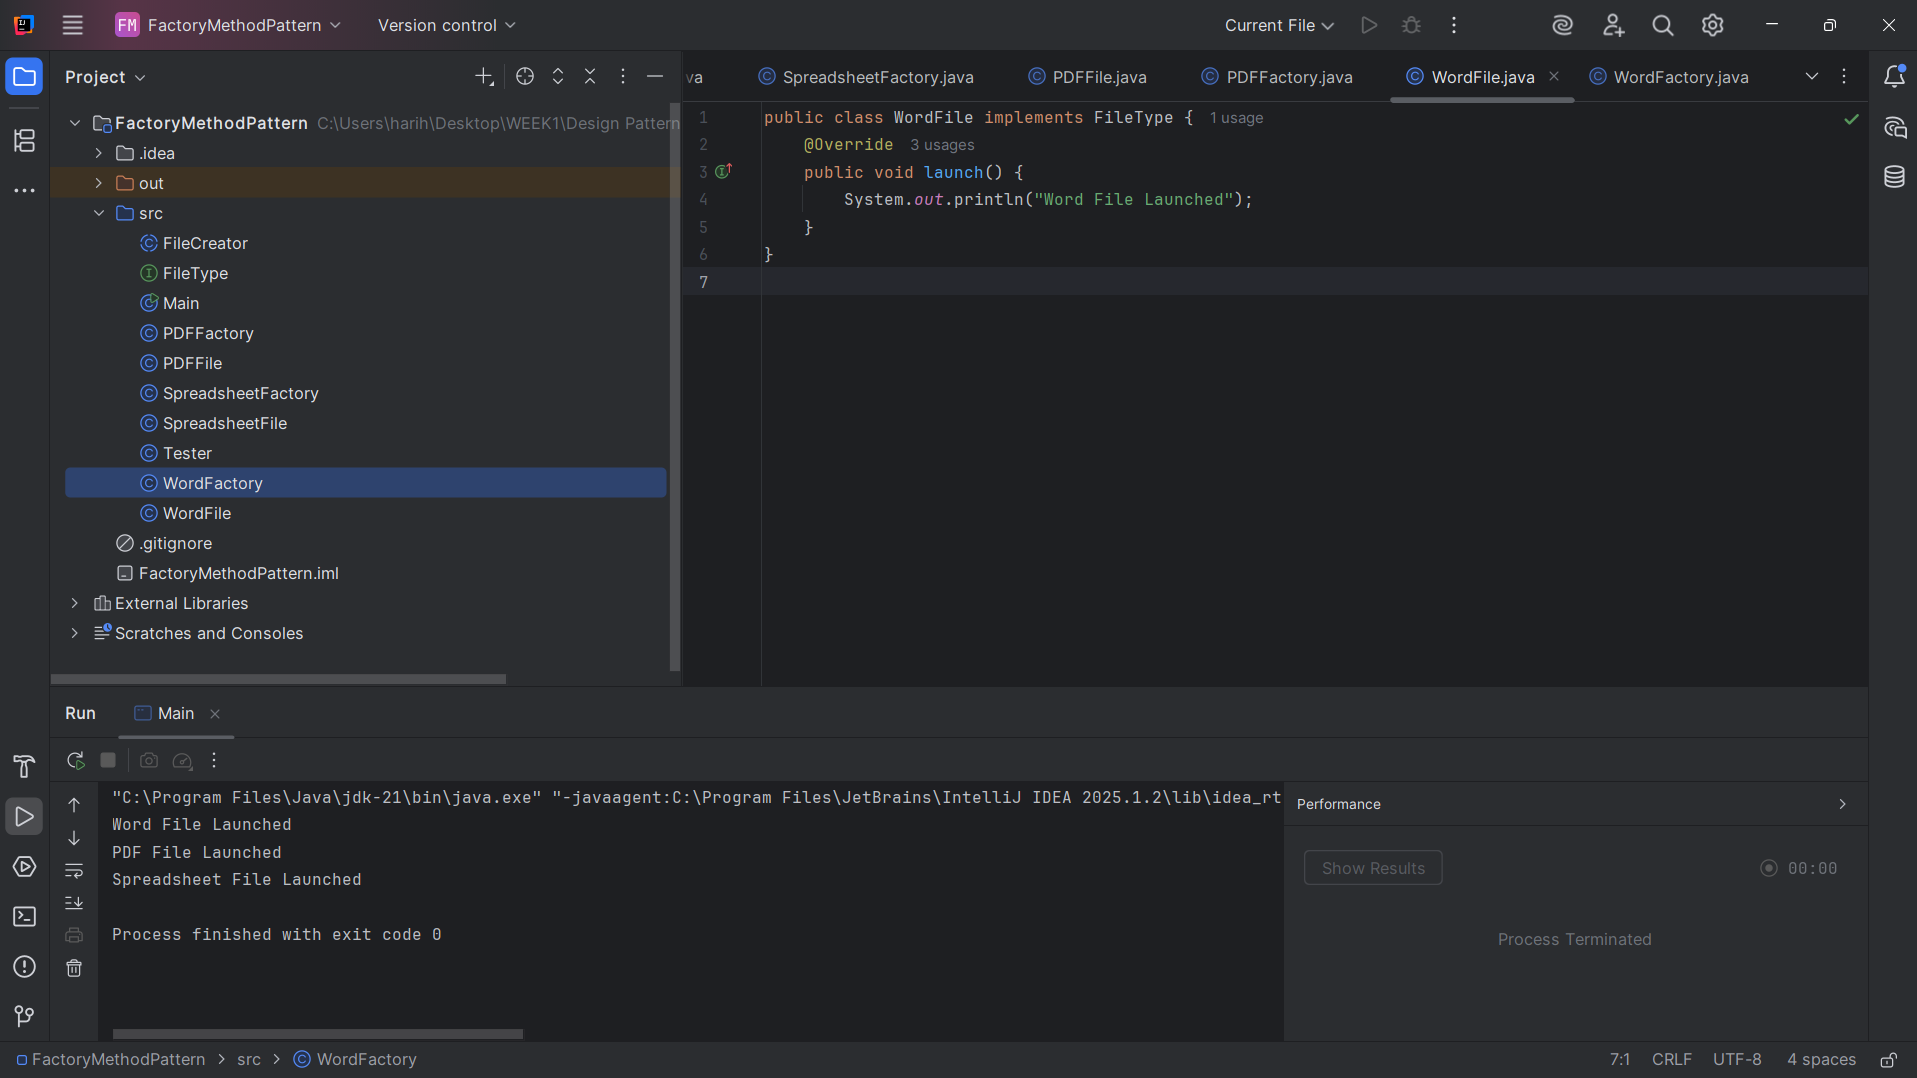 FM FactoryMethodPattern Version control Current File
Project
va SpreadsheetFactory.java PDFFile.java PDFFactory.java WordFile.java WordFactory.java
FactoryMethodPattern C:\Users\harih\Desktop\WEEK1\Design Pattern
.idea
out
src
FileCreator
FileType
Main
PDFFactory
PDFFile
SpreadsheetFactory
SpreadsheetFile
Tester
WordFactory
WordFile
.gitignore
FactoryMethodPattern.iml
External Libraries
Scratches and Consoles
1 public class WordFile implements FileType { 1 usage
2 @Override 3 usages
3 public void launch() {
4 System.out.println("Word File Launched");
5 }
6 }
7
Run Main
"C:\Program Files\Java\jdk-21\bin\java.exe" "-javaagent:C:\Program Files\JetBrains\IntelliJ IDEA 2025.1.2\lib\idea_rt
Word File Launched
PDF File Launched
Spreadsheet File Launched
Process finished with exit code 0
Performance
Show Results 00:00
Process Terminated
FactoryMethodPattern > src > WordFactory 7:1 CRLF UTF-8 4 spaces